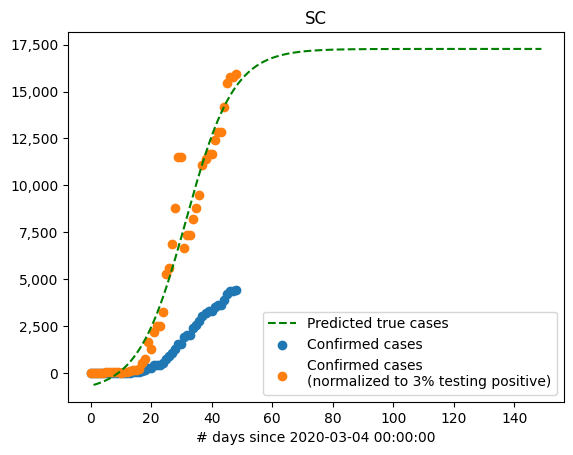 SC
17,500
15,000
12,500
10,000
7,500
5,000
2,500
0
Predicted true cases
Confirmed cases
Confirmed cases
(normalized to 3% testing positive)
0 20 40 60 80 100 120 140
# days since 2020-03-04 00:00:00